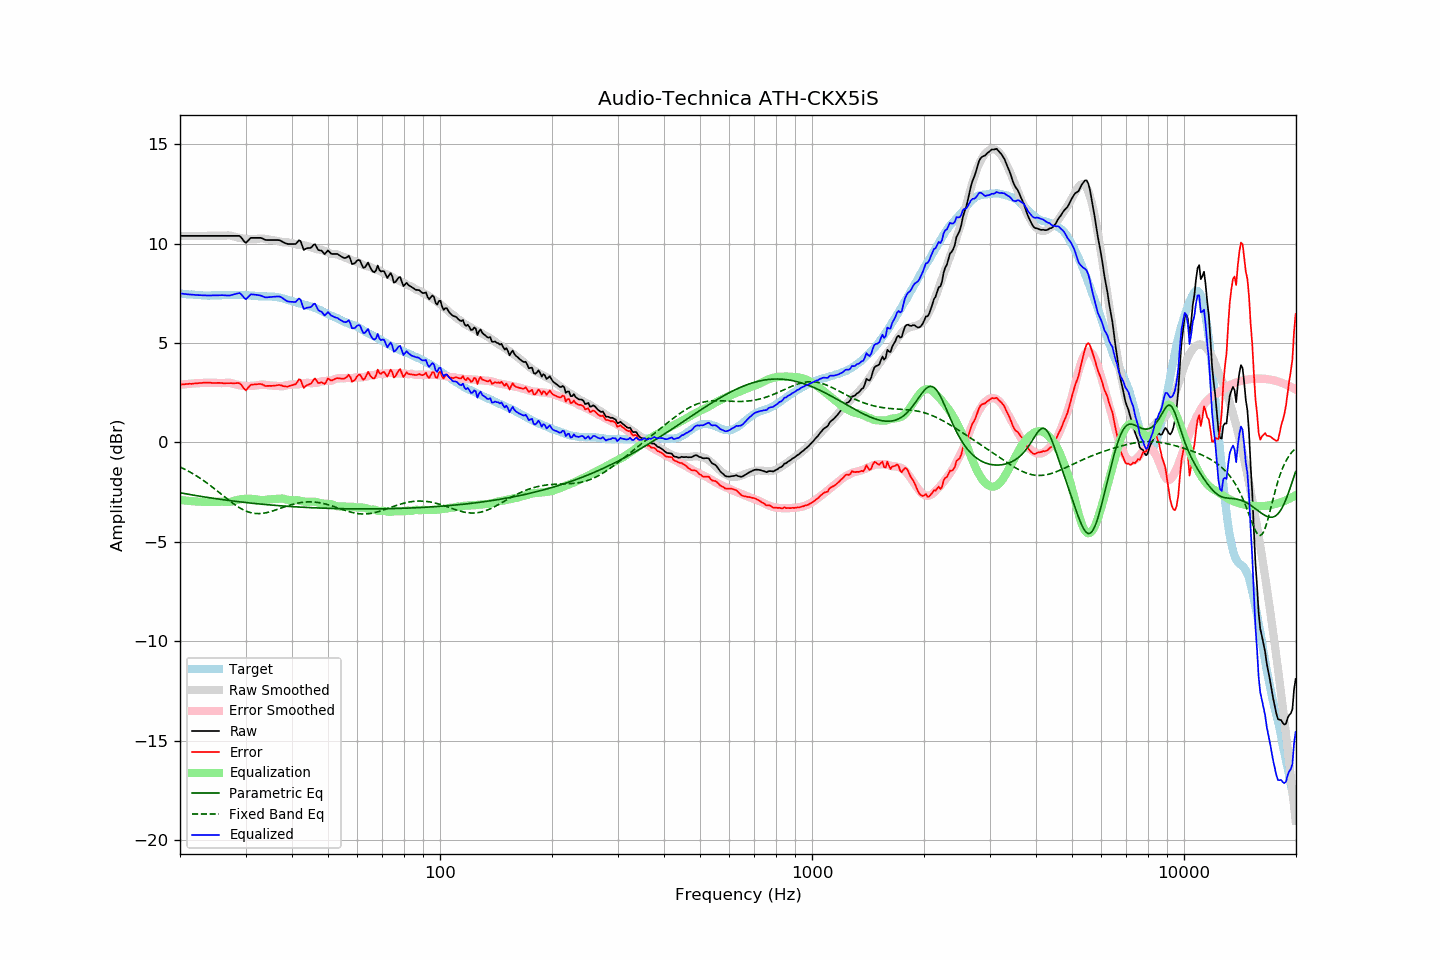 Audio-Technica ATH-CKX5iS
15
10
5
0
−5
−10
−15
−20
Amplitude (dBr)
Target
Raw Smoothed
Error Smoothed
Raw
Error
Equalization
Parametric Eq
Fixed Band Eq
Equalized
100
1000
10000
Frequency (Hz)